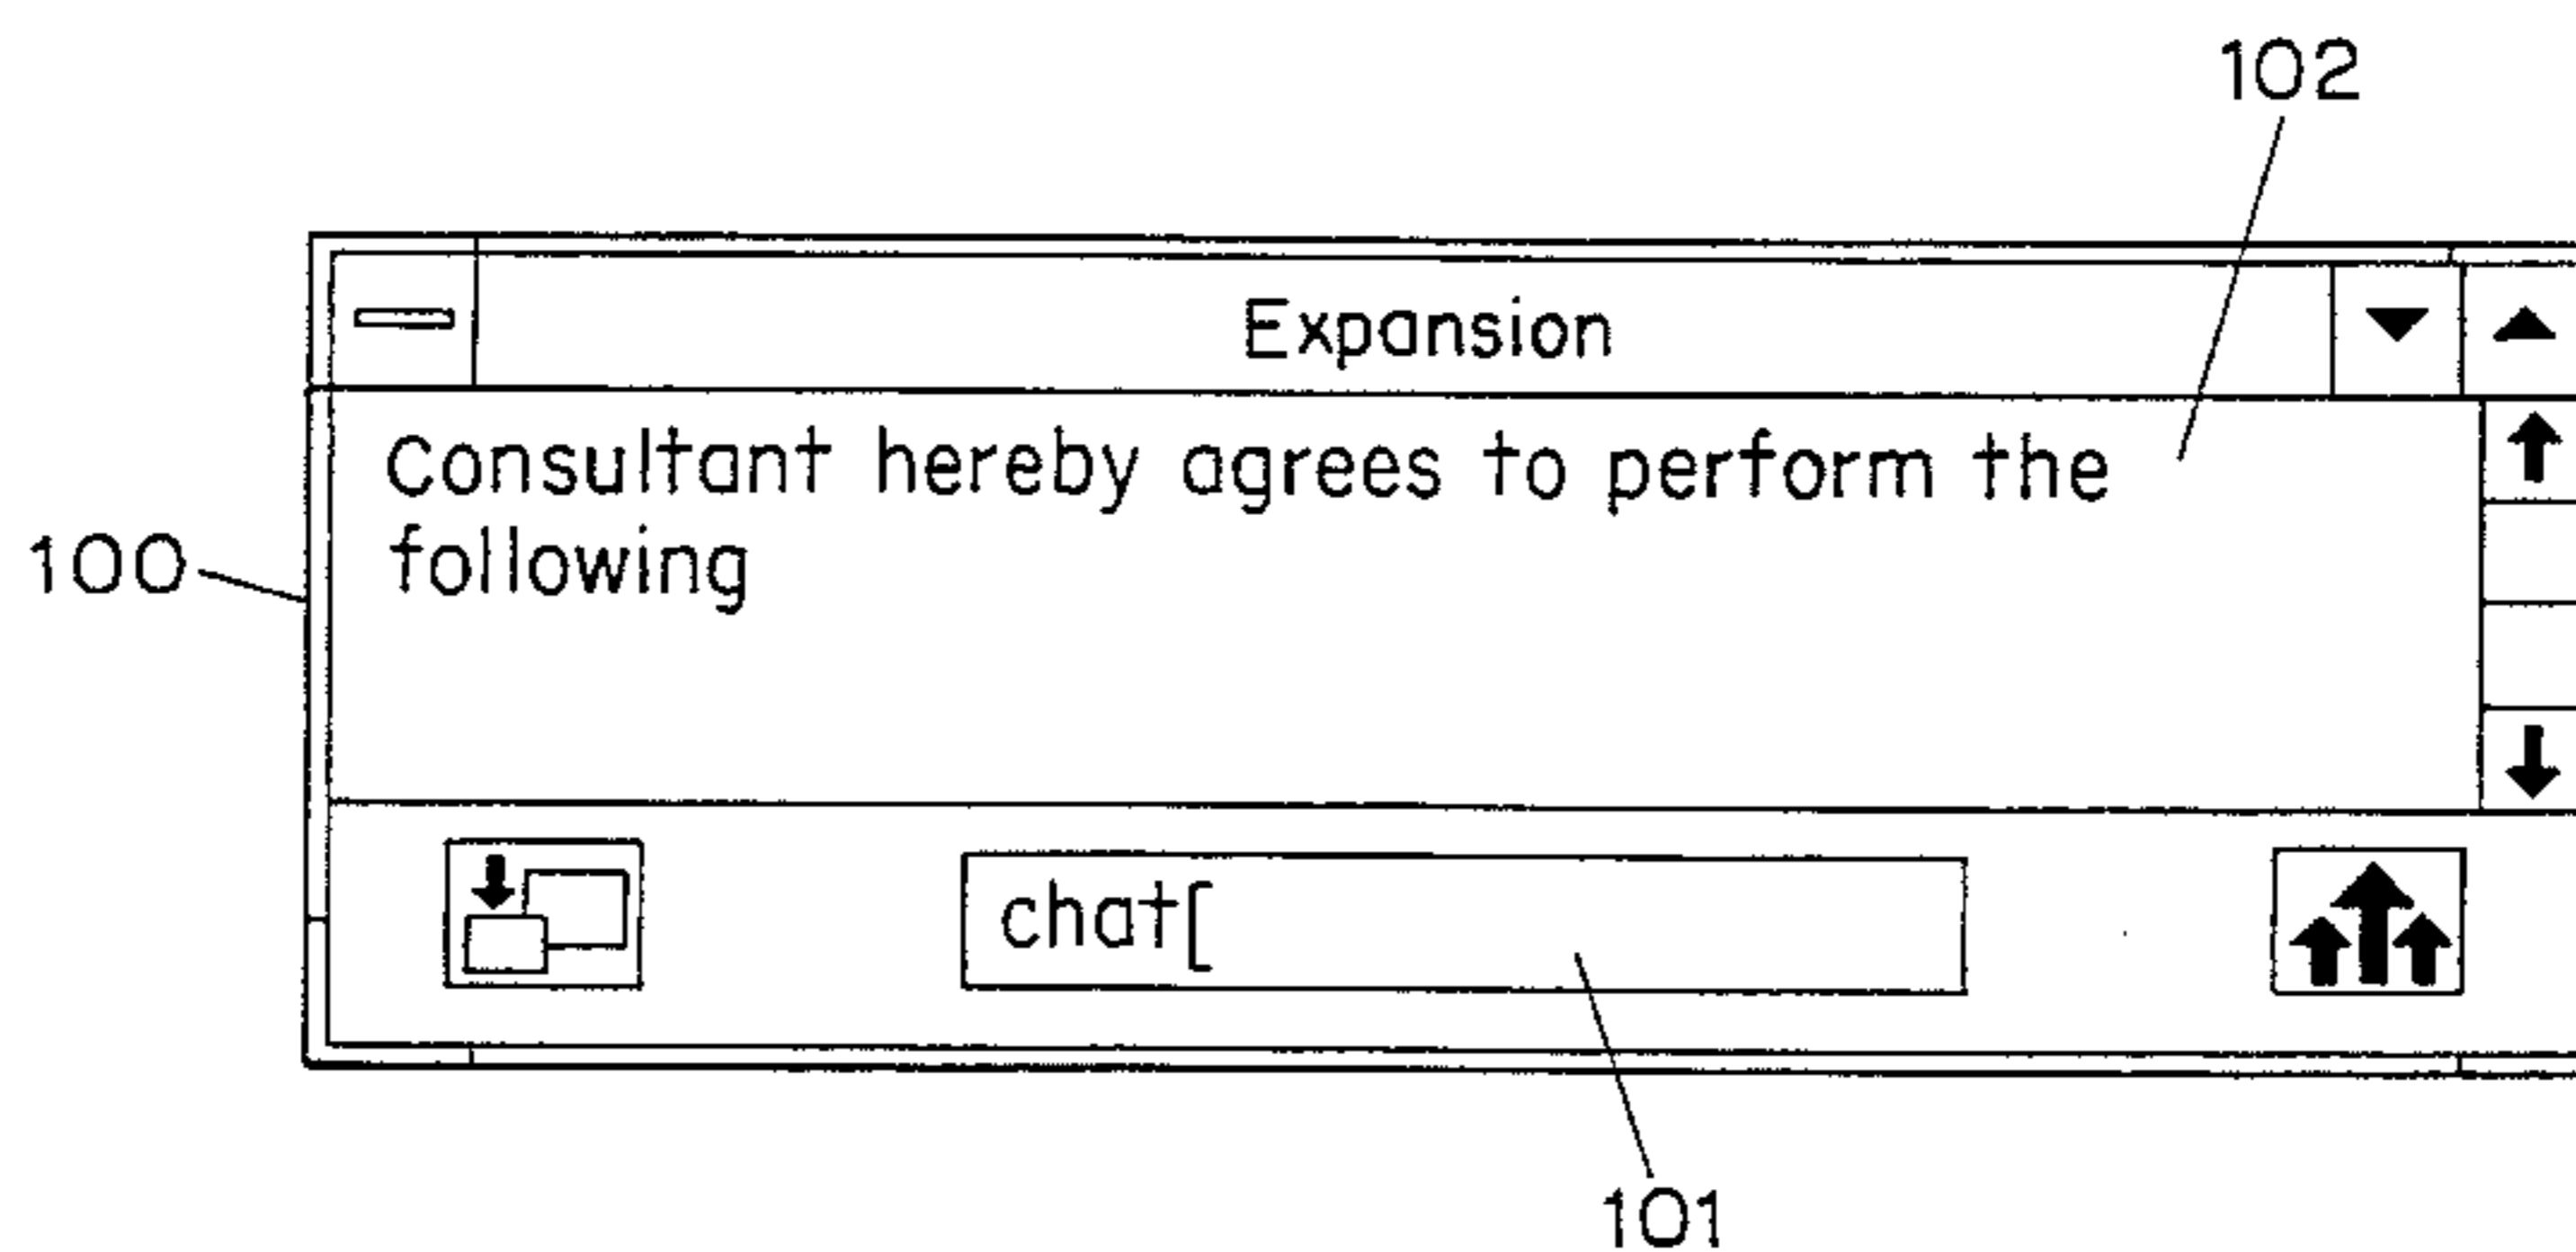 102
Expansion
Consultant hereby agrees to perform the
following
100
chat[
101